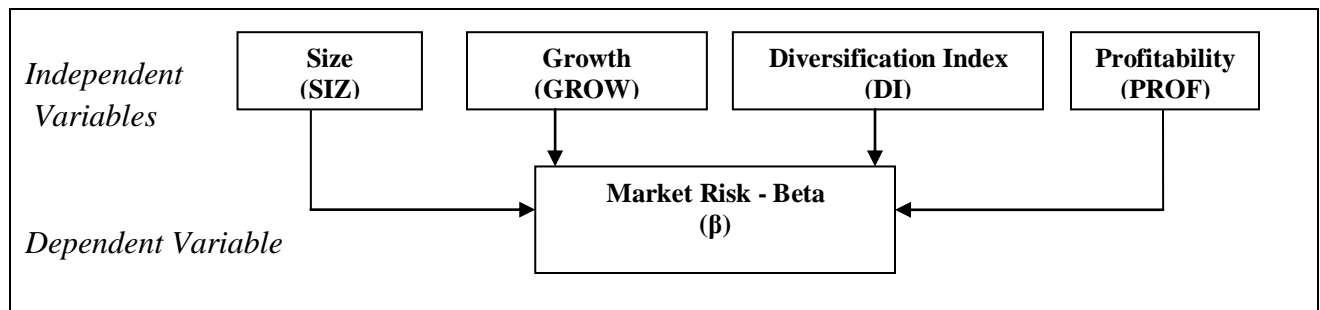 Independent
Variables
Size
(SIZ)
Growth
(GROW)
Diversification Index
(DI)
Profitability
(PROF)
Market Risk - Beta
(β)
Dependent Variable